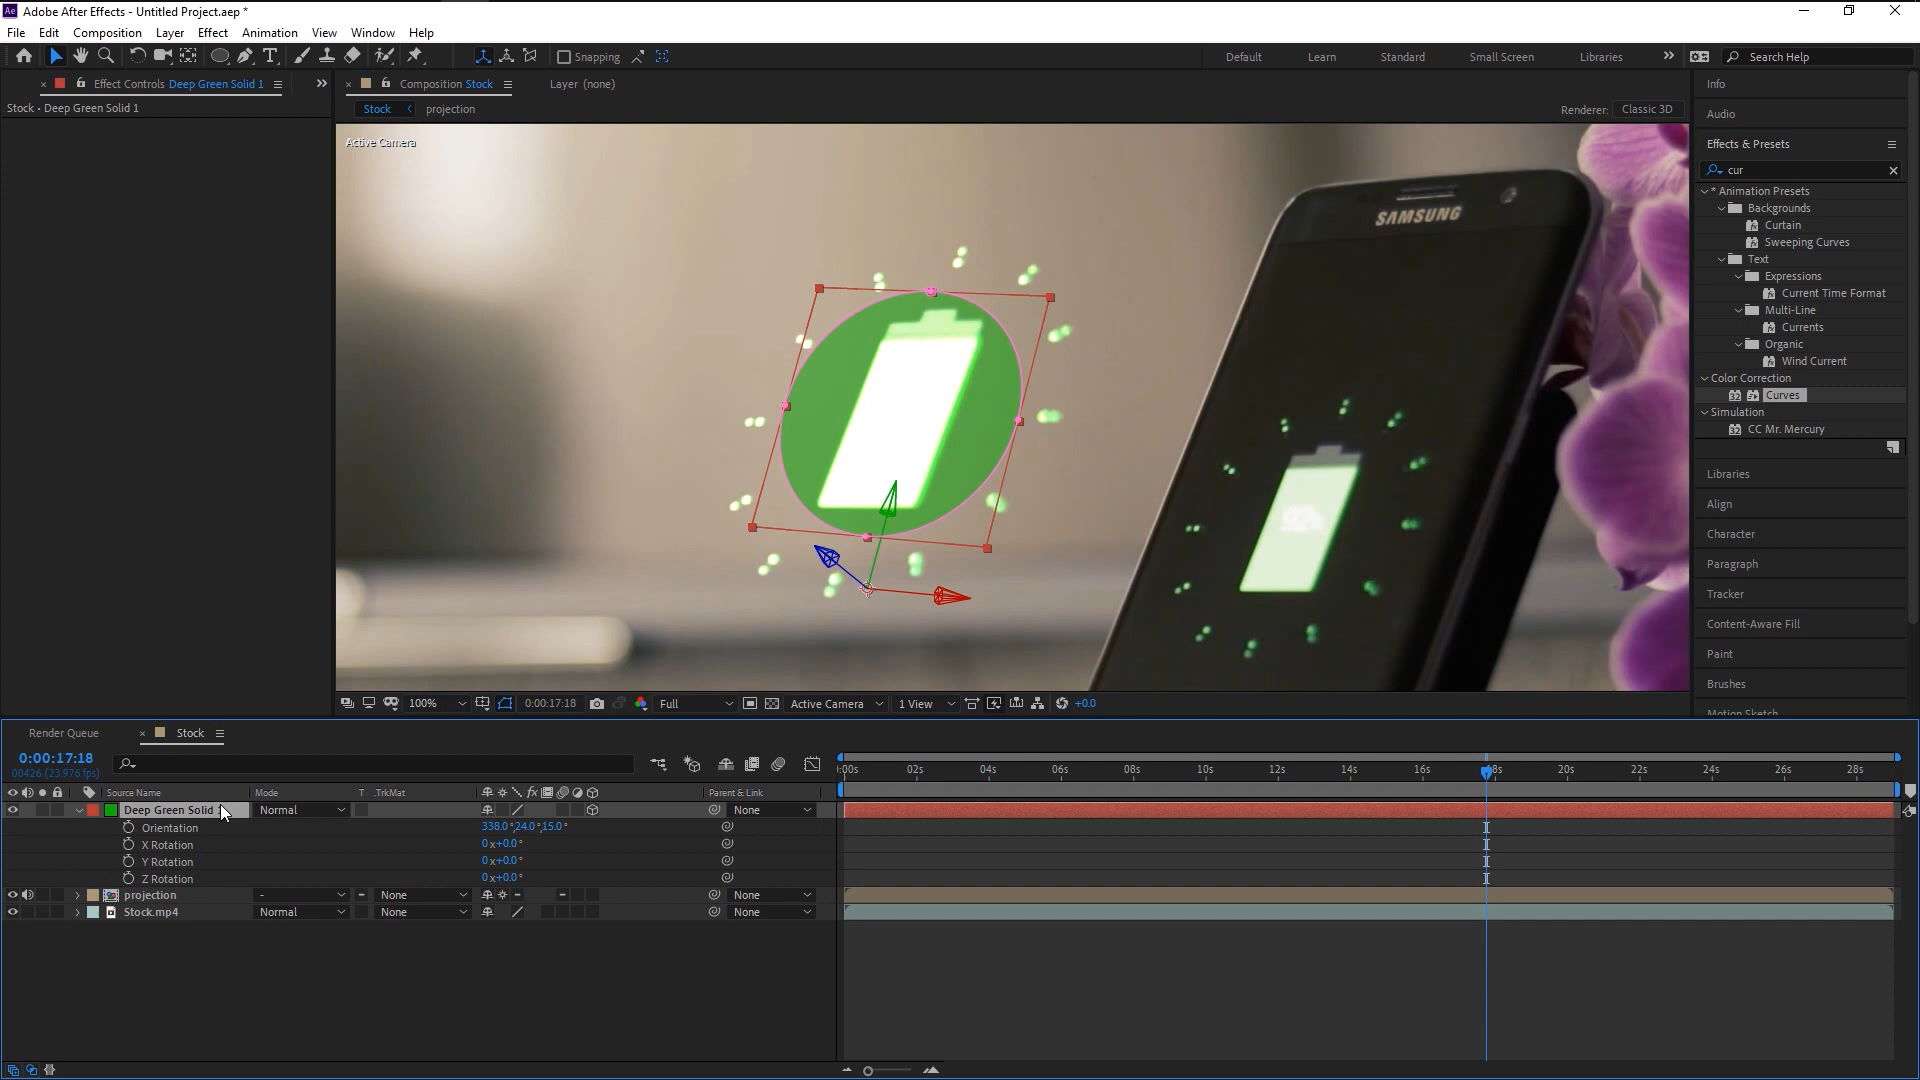 Adobe After Effects - Untitled Project.aep *
File Edit Composition Layer Effect Animation View Window Help
Snapping
Default Learn Standard Small Screen Libraries
Search Help
Effect Controls Deep Green Solid 1
Composition Stock
Layer (none)
Stock • Deep Green Solid 1
Stock projection
Renderer: Classic 3D
Active Camera
SAMSUNG
Info
Audio
Effects & Presets
cur
* Animation Presets
Backgrounds
Curtain
Sweeping Curves
Text
Expressions
Current Time Format
Multi-Line
Currents
Organic
Wind Current
Color Correction
Curves
Simulation
CC Mr. Mercury
Libraries
Align
Character
Paragraph
Tracker
Content-Aware Fill
Paint
Brushes
Motion Sketch
100% 0:00:17:18 Full Active Camera 1 View +0.0
Render Queue Stock
0:00:17:18
00426 (23.976 fps)
:00s 02s 04s 06s 08s 10s 12s 14s 16s 18s 20s 22s 24s 26s 28s
Source Name Mode T .TrkMat fx Parent & Link
Deep Green Solid Normal None
Orientation 338.0°,24.0°,15.0°
X Rotation 0x+0.0°
Y Rotation 0x+0.0°
Z Rotation 0x+0.0°
projection - None None
Stock.mp4 Normal None None